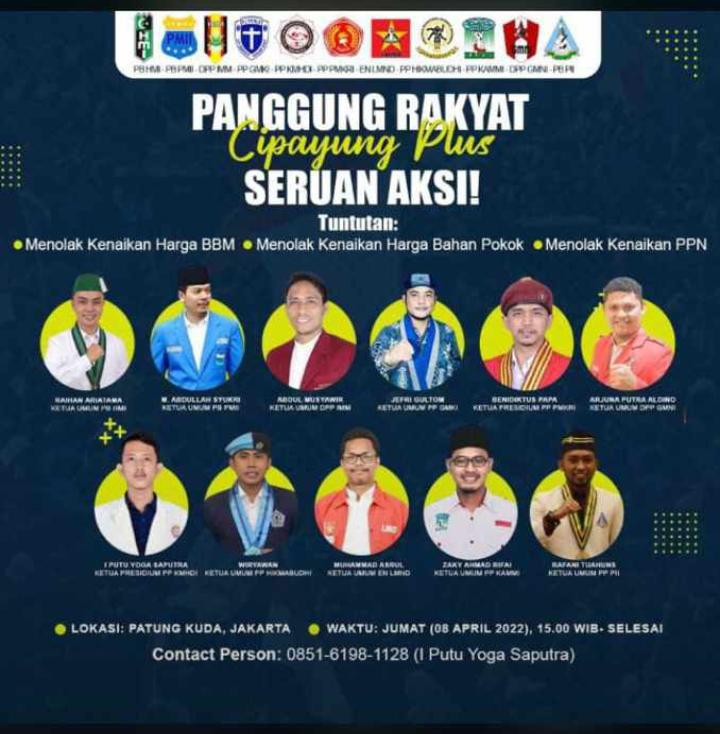 HMI
PMII
PB HMI - PB PMII - DPP IMM - PP GMKI - PP KMHDI - PP PMKRI - EN LMND - PP HIKMABUDHI - PP KAMMI - DPP GMNI - PB PII
PANGGUNG RAKYAT
Cipayung Plus
SERUAN AKSI!
Tuntutan:
Menolak Kenaikan Harga BBM
Menolak Kenaikan Harga Bahan Pokok
Menolak Kenaikan PPN
RAIHAN ARIATAMA
KETUA UMUM PB HMI
M. ABDULLAH SYUKRI
KETUA UMUM PB PMII
ABDUL MUSYAWIR
KETUA UMUM DPP IMM
JEFRI GULTOM
KETUA UMUM PP GMKI
BENIDIKTUS PAPA
KETUA PRESIDIUM PP PMKRI
ARJUNA PUTRA ALDINO
KETUA UMUM DPP GMNI
I PUTU YOGA SAPUTRA
KETUA PRESIDIUM PP KMHDI
WIRYAWAN
KETUA UMUM PP HIKMABUDHI
MUHAMMAD ASRUL
KETUA UMUM EN LMND
ZAKY AHMAD RIFAI
KETUA UMUM PP KAMMI
RAFANI TUAHUNS
KETUA UMUM PP PII
LOKASI: PATUNG KUDA, JAKARTA
WAKTU: JUMAT (08 APRIL 2022), 15.00 WIB- SELESAI
Contact Person: 0851-6198-1128 (I Putu Yoga Saputra)